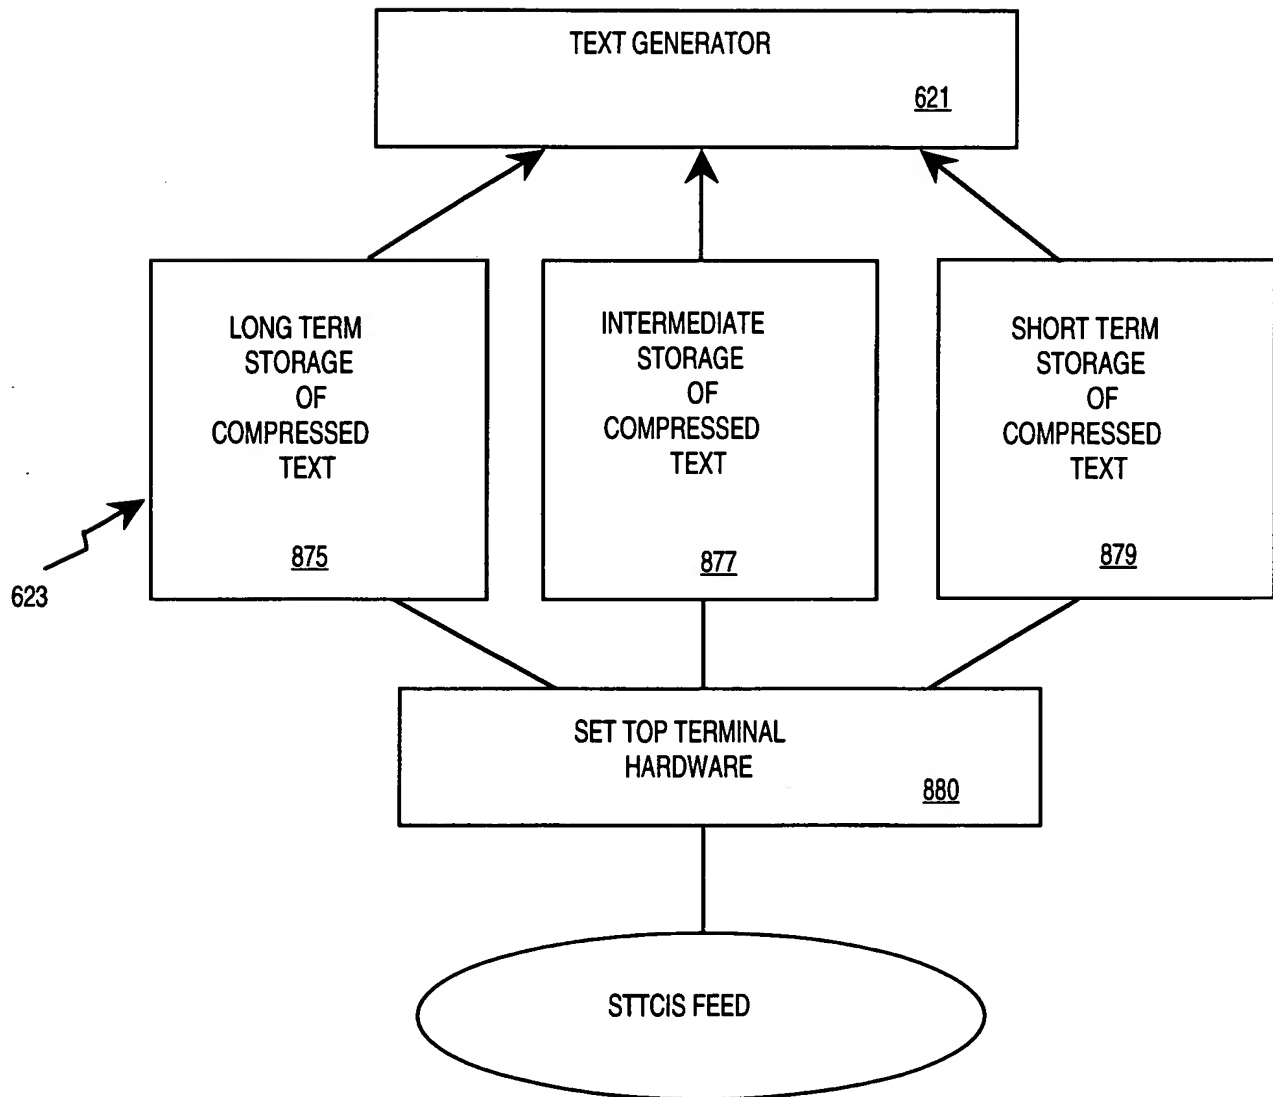 TEXT GENERATOR
621
LONG TERM
STORAGE
OF
COMPRESSED
TEXT
875
INTERMEDIATE
STORAGE
OF
COMPRESSED
TEXT
877
SHORT TERM
STORAGE
OF
COMPRESSED
TEXT
879
623
SET TOP TERMINAL
HARDWARE
880
STTCIS FEED